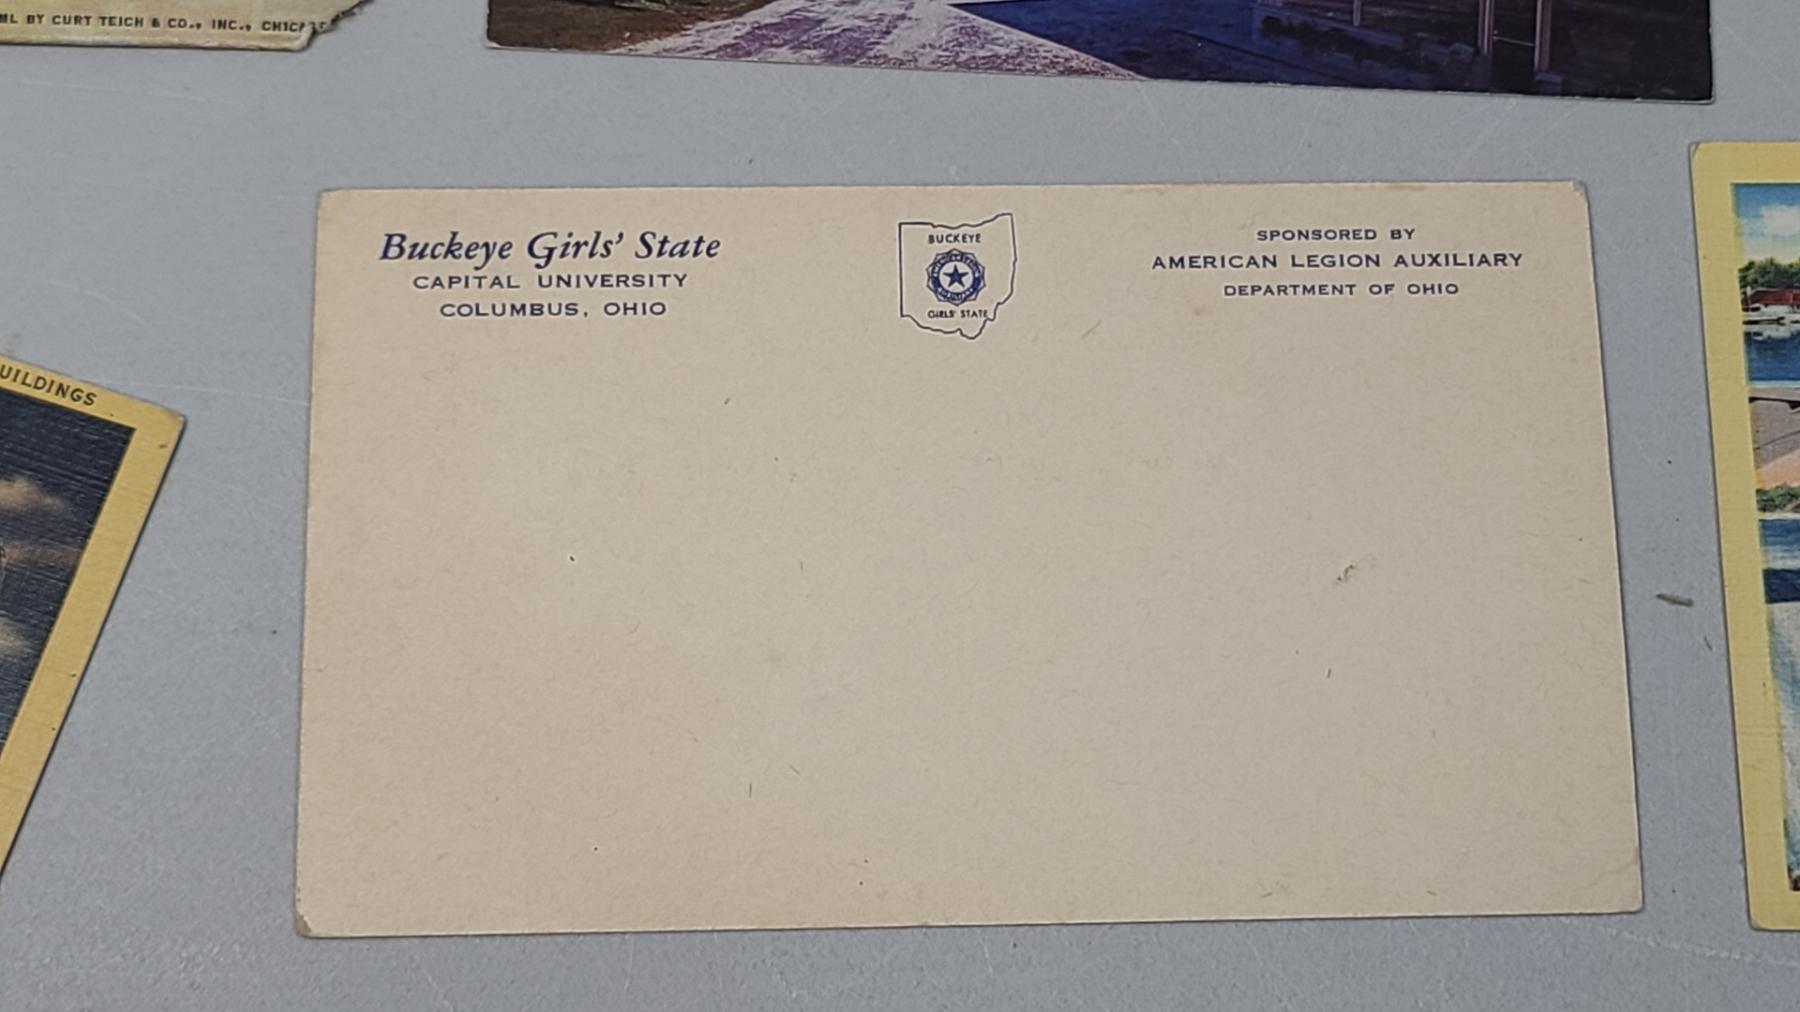 ML BY CURT TEICH & CO., INC., CHICA
UILDINGS
Buckeye Girls' State
CAPITAL UNIVERSITY
COLUMBUS, OHIO
BUCKEYE
GIRLS' STATE
SPONSORED BY
AMERICAN LEGION AUXILIARY
DEPARTMENT OF OHIO